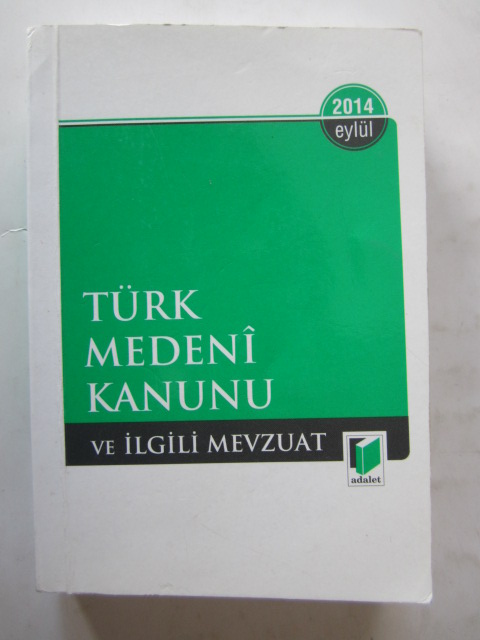 2014
eylül
TÜRK
MEDENÎ
KANUNU
VE İLGİLİ MEVZUAT
adalet